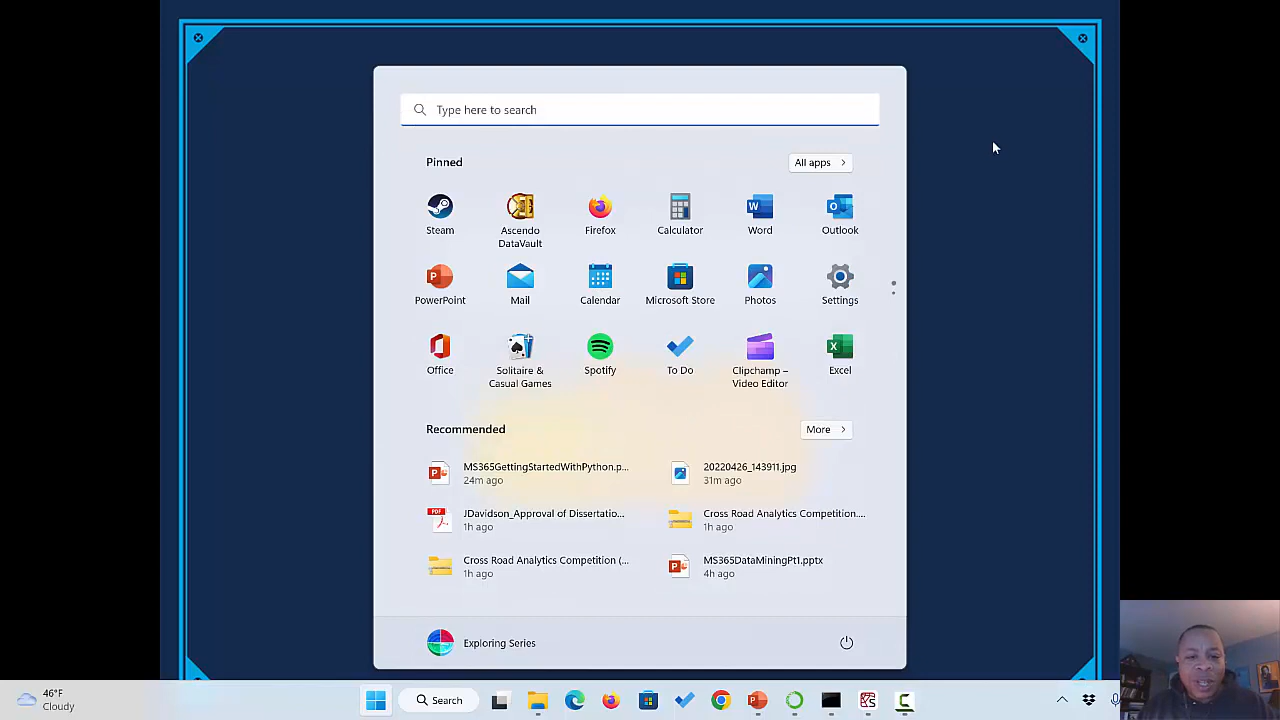 Type here to search
Pinned
All apps
Steam
Ascendo
DataVault
Firefox
Calculator
Word
Outlook
PowerPoint
Mail
Calendar
Microsoft Store
Photos
Settings
Office
Solitaire &
Casual Games
Spotify
To Do
Clipchamp –
Video Editor
Excel
Recommended
More
MS365GettingStartedWithPython.p...
24m ago
20220426_143911.jpg
31m ago
JDavidson_Approval of Dissertatio...
1h ago
Cross Road Analytics Competition....
1h ago
Cross Road Analytics Competition (...
1h ago
MS365DataMiningPt1.pptx
4h ago
Exploring Series
46°F
Cloudy
Search